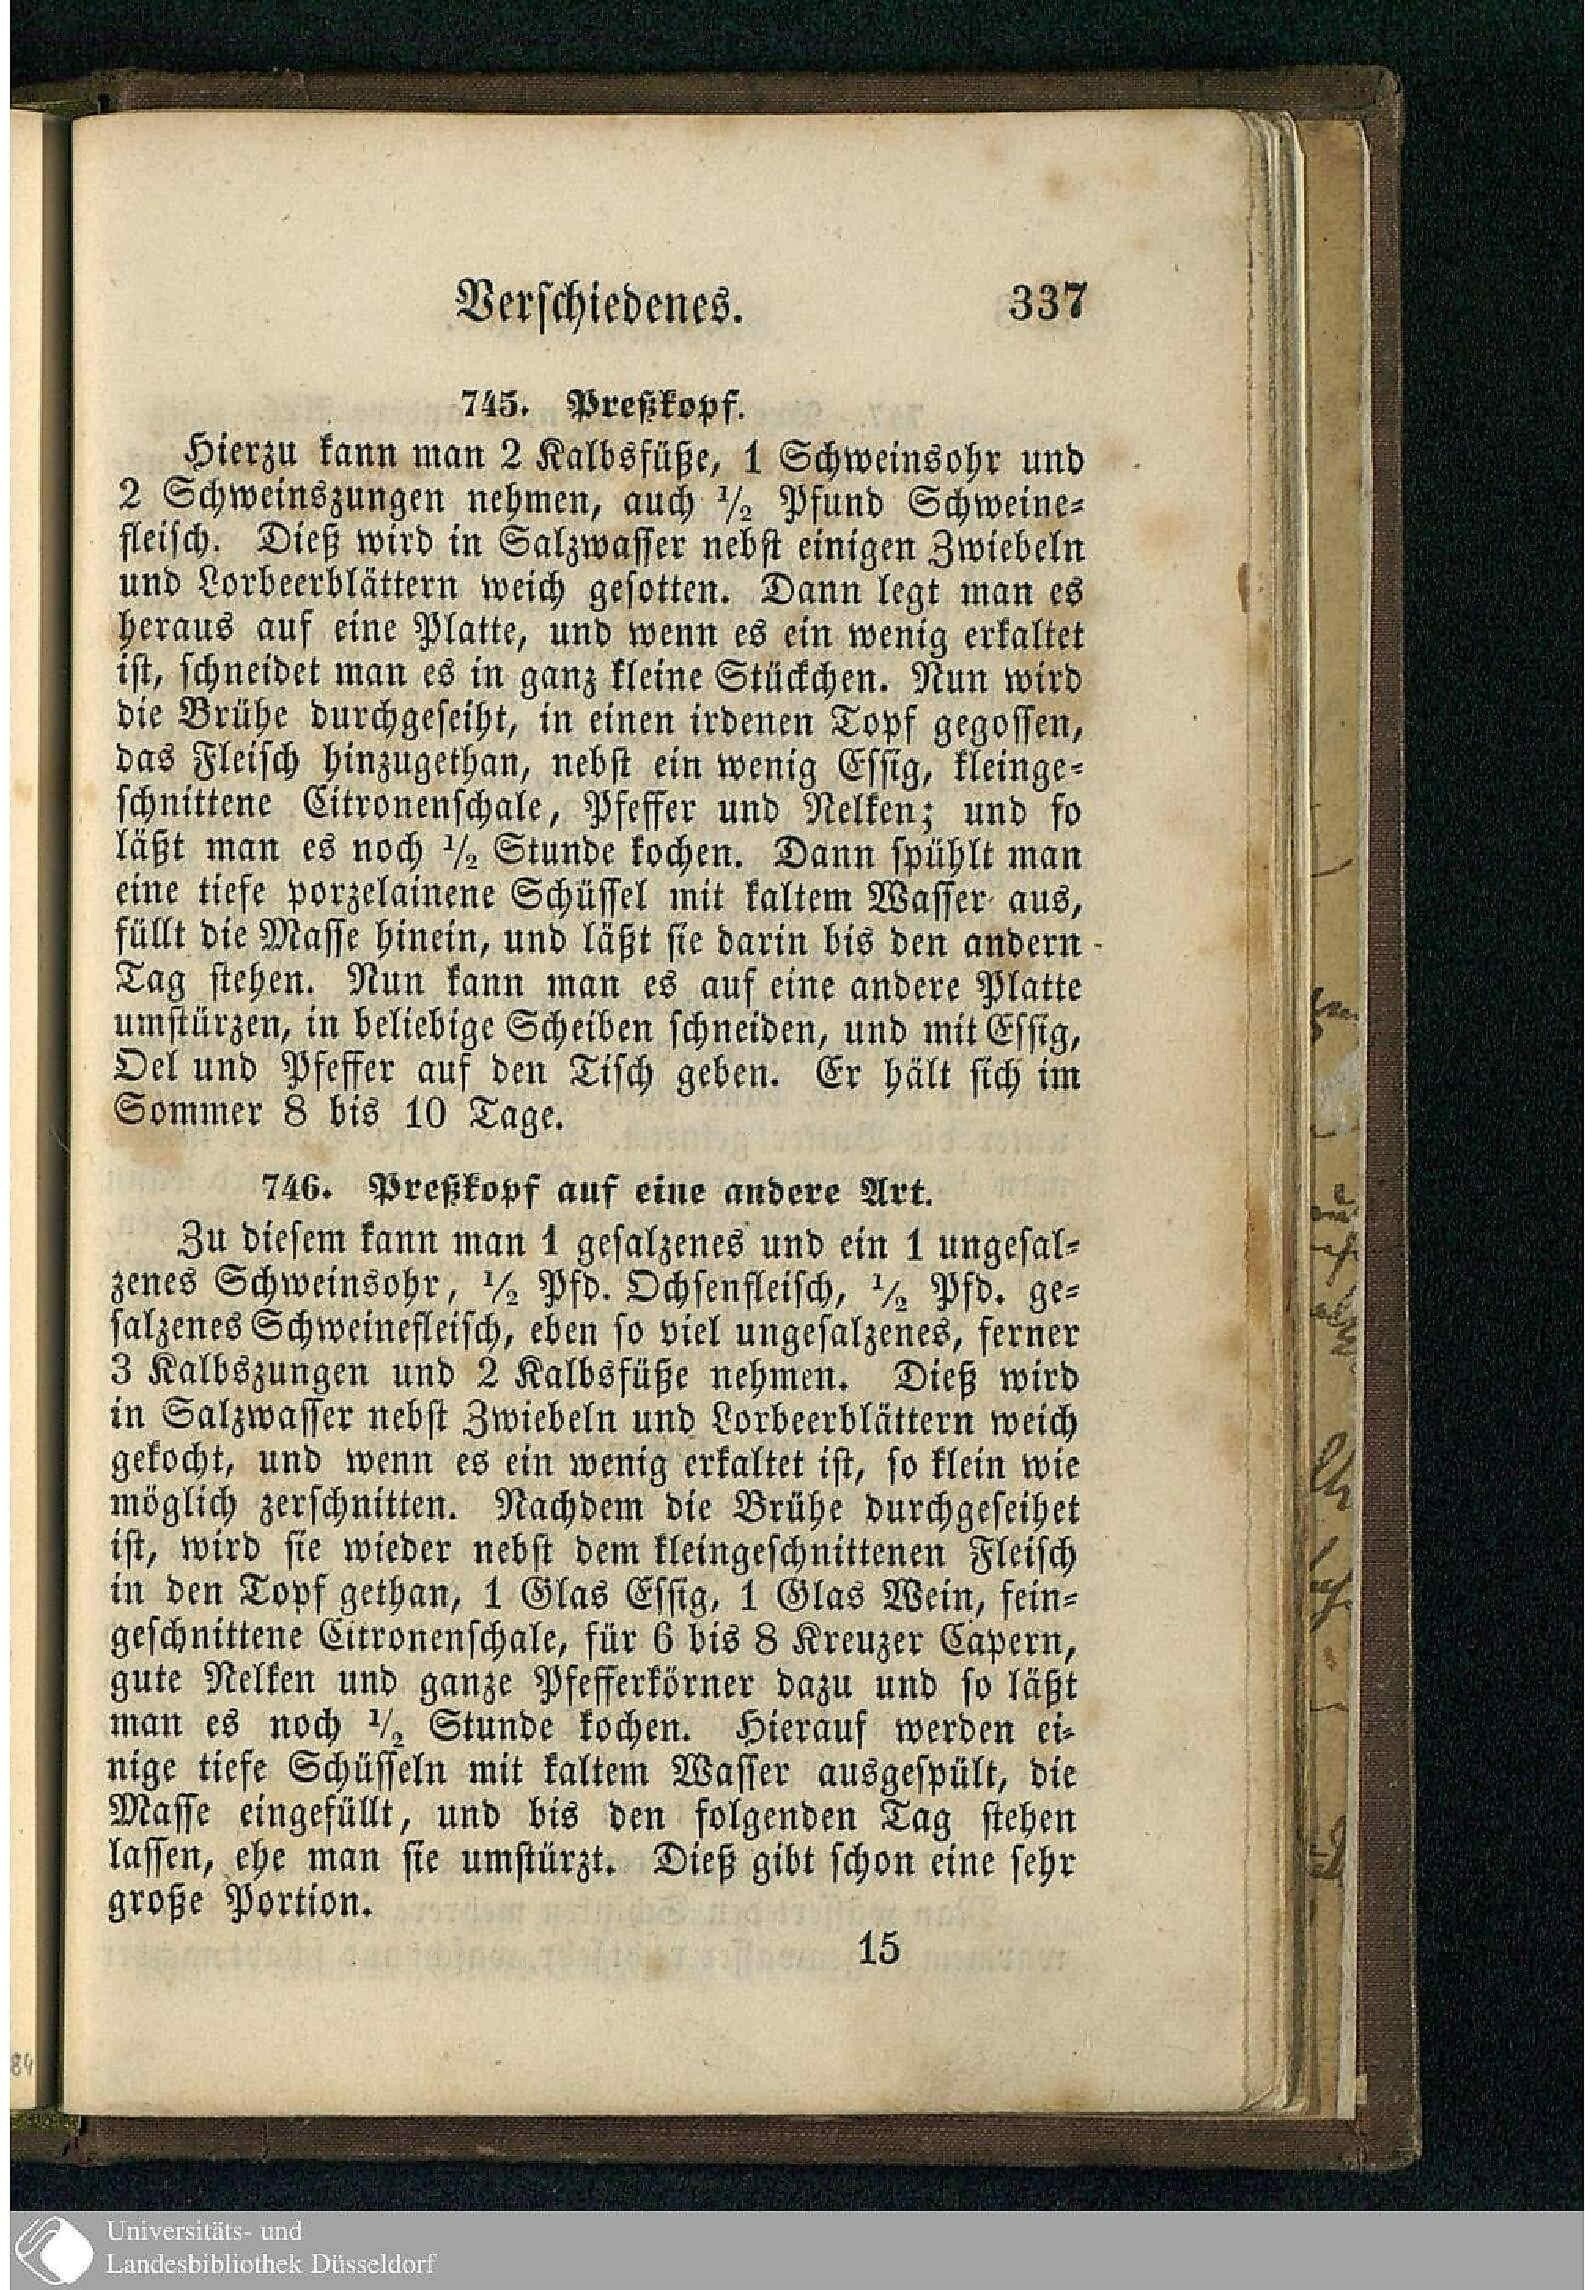 Verschiedenes. 337
745. Preßkopf.
Hierzu kann man 2 Kalbsfüße, 1 Schweinsohr und
2 Schweinszungen nehmen, auch ½ Pfund Schweine=
fleisch. Dieß wird in Salzwasser nebst einigen Zwiebeln
und Lorbeerblättern weich gesotten. Dann legt man es
heraus auf eine Platte, und wenn es ein wenig erkaltet
ist, schneidet man es in ganz kleine Stückchen. Nun wird
die Brühe durchgeseiht, in einen irdenen Topf gegossen,
das Fleisch hinzugethan, nebst ein wenig Essig, kleinge=
schnittene Citronenschale, Pfeffer und Nelken; und so
läßt man es noch ½ Stunde kochen. Dann spühlt man
eine tiefe porzelainene Schüssel mit kaltem Wasser aus,
füllt die Masse hinein, und läßt sie darin bis den andern
Tag stehen. Nun kann man es auf eine andere Platte
umstürzen, in beliebige Scheiben schneiden, und mit Essig,
Oel und Pfeffer auf den Tisch geben. Er hält sich im
Sommer 8 bis 10 Tage.
746. Preßkopf auf eine andere Art.
Zu diesem kann man 1 gesalzenes und ein 1 ungesal=
zenes Schweinsohr, ½ Pfd. Ochsenfleisch, ½ Pfd. ge=
salzenes Schweinefleisch, eben so viel ungesalzenes, ferner
3 Kalbszungen und 2 Kalbsfüße nehmen. Dieß wird
in Salzwasser nebst Zwiebeln und Lorbeerblättern weich
gekocht, und wenn es ein wenig erkaltet ist, so klein wie
möglich zerschnitten. Nachdem die Brühe durchgeseihet
ist, wird sie wieder nebst dem kleingeschnittenen Fleisch
in den Topf gethan, 1 Glas Essig, 1 Glas Wein, fein=
geschnittene Citronenschale, für 6 bis 8 Kreuzer Capern,
gute Nelken und ganze Pfefferkörner dazu und so läßt
man es noch ½ Stunde kochen. Hierauf werden ei=
nige tiefe Schüsseln mit kaltem Wasser ausgespült, die
Masse eingefüllt, und bis den folgenden Tag stehen
lassen, ehe man sie umstürzt. Dieß gibt schon eine sehr
große Portion.
15
84
Universitäts- und
Landesbibliothek Düsseldorf